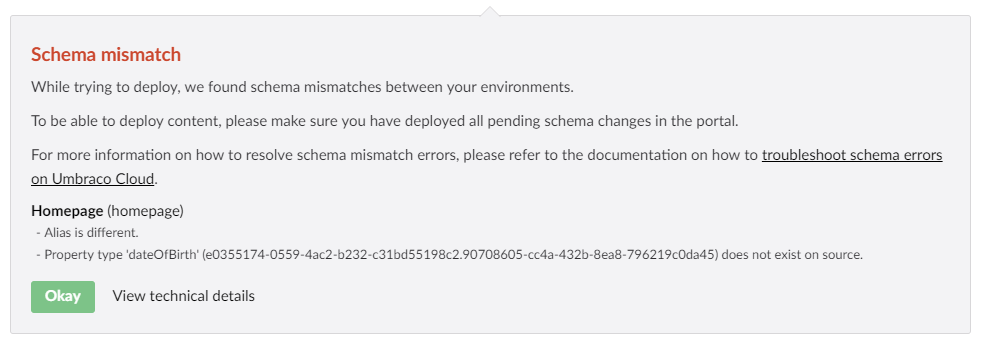 Schema mismatch
While trying to deploy, we found schema mismatches between your environments.
To be able to deploy content, please make sure you have deployed all pending schema changes in the portal.
For more information on how to resolve schema mismatch errors, please refer to the documentation on how to troubleshoot schema errors
on Umbraco Cloud.
Homepage (homepage)
- Alias is different.
- Property type 'dateOfBirth' (e0355174-0559-4ac2-b232-c31bd55198c2.90708605-cc4a-432b-8ea8-796219c0da45) does not exist on source.
Okay View technical details